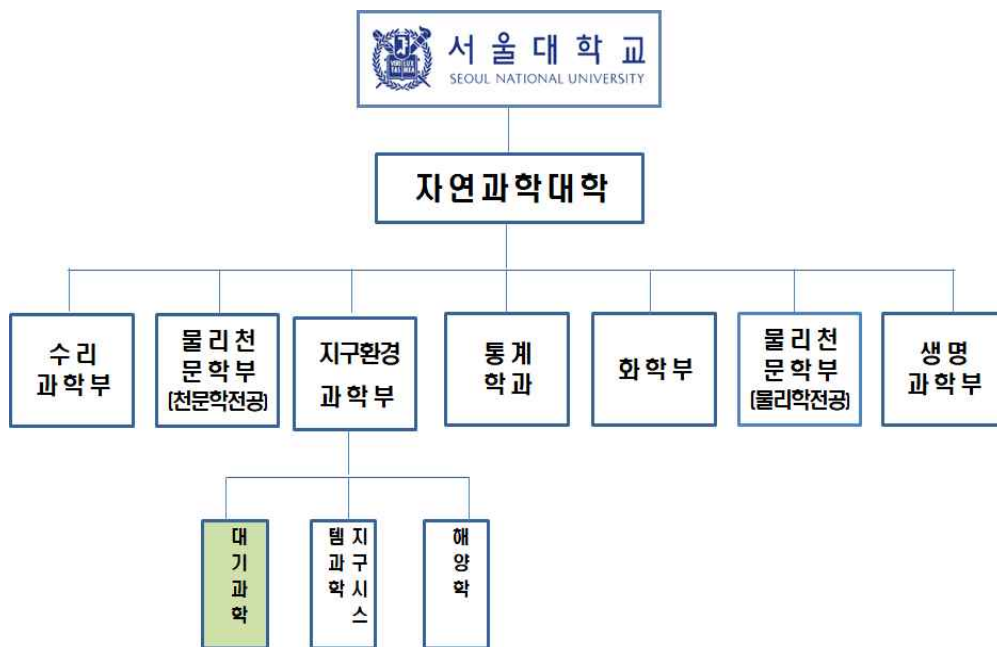 서울대학교
SEOUL NATIONAL UNIVERSITY
자연과학대학
수리
과학부
물리천
문학부
(천문학전공)
지구환경
과학부
통계
학과
화학부
물리천
문학부
(물리학전공)
생명
과학부
대기과학
지구시스
템과학
해양학